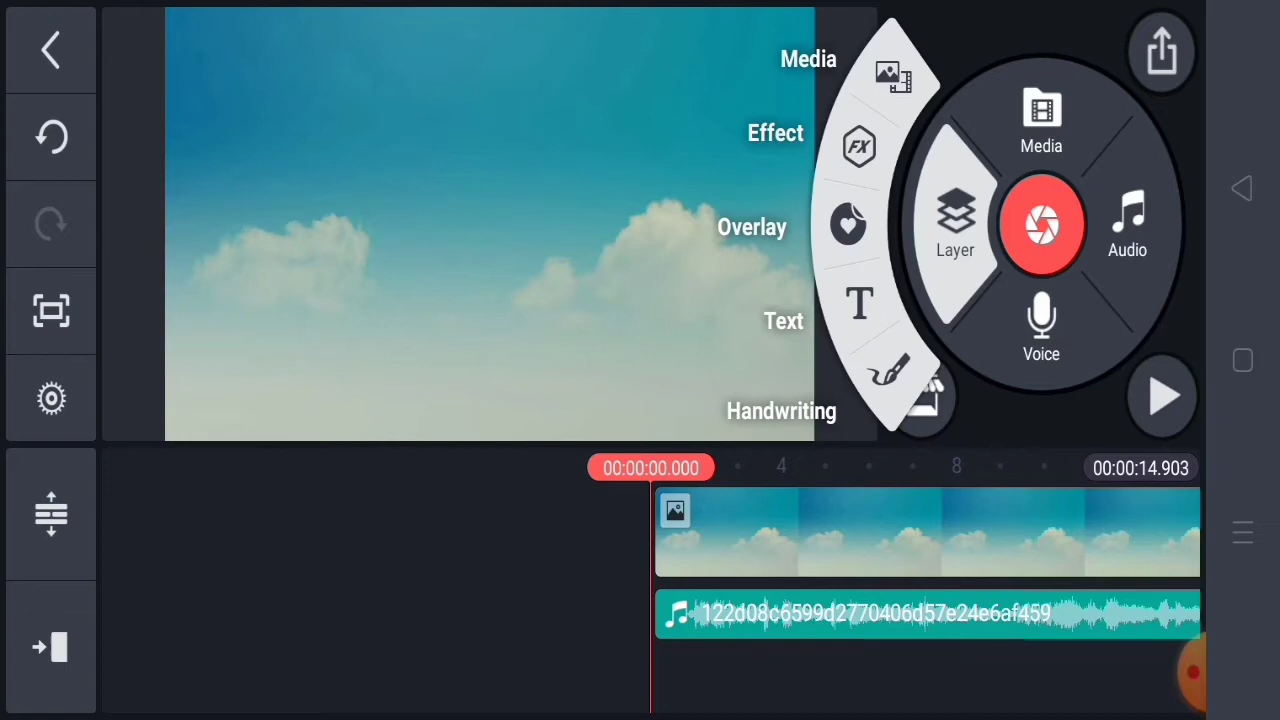 Media
Effect
Overlay
Text
Handwriting
FX
T
Media
Layer
Audio
Voice
00:00:00.000
4
8
00:00:14.903
122d08c6599d2770406d57e24e6af459